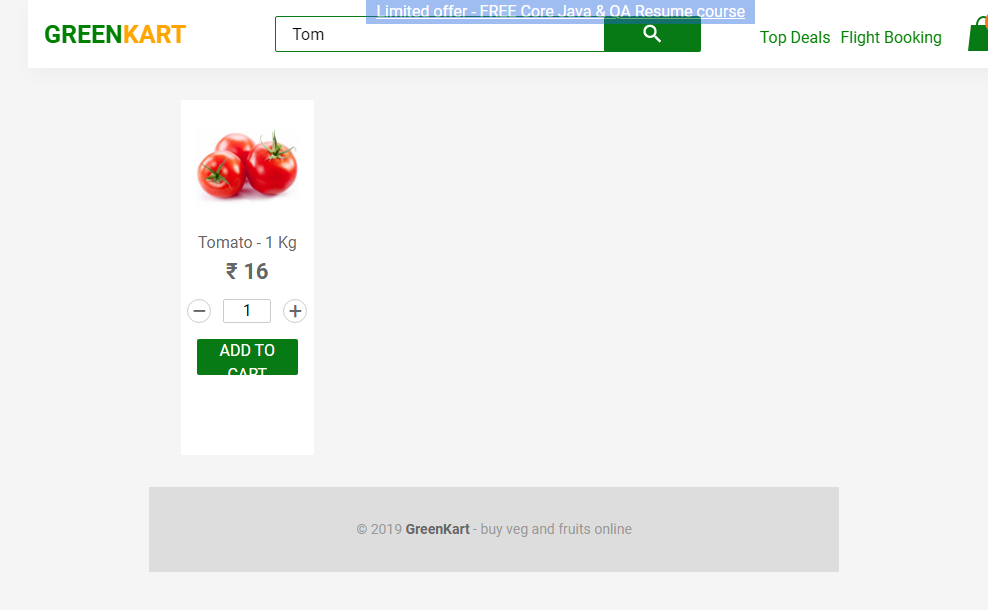 Limited offer - FREE Core Java & QA Resume course
GREENKART
Tom
Top Deals Flight Booking
Tomato - 1 Kg
₹ 16
− 1 +
ADD TO
CART
© 2019 GreenKart - buy veg and fruits online